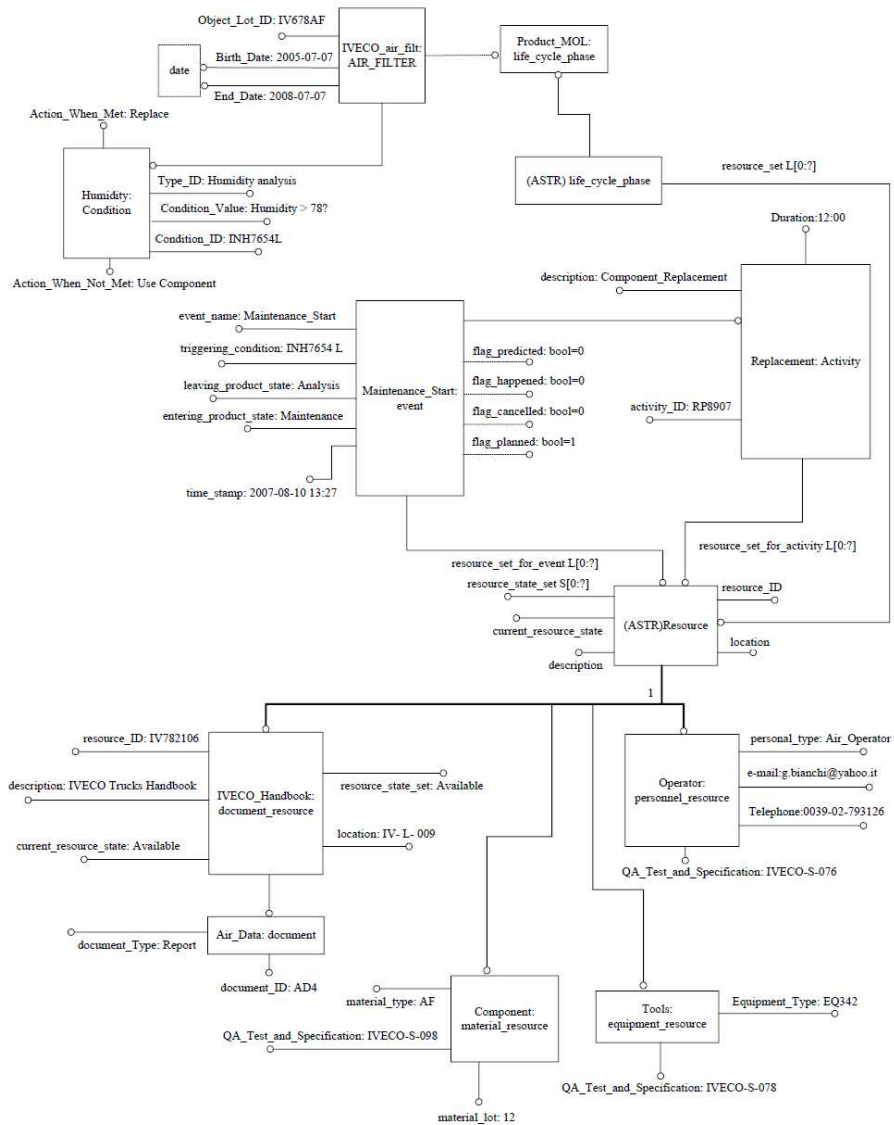 Object_Lot_ID: IV678AF
IVECO_air_filt:
AIR_FILTER
Product_MOL:
life_cycle_phase
date
Birth_Date: 2005-07-07
End_Date: 2008-07-07
Action_When_Met: Replace
resource_set L[0:?]
(ASTR) life_cycle_phase
Humidity:
Condition
Type_ID: Humidity analysis
Condition_Value: Humidity > 78?
Condition_ID: INH7654L
Action_When_Not_Met: Use Component
Duration:12:00
description: Component_Replacement
event_name: Maintenance_Start
triggering_condition: INH7654 L
leaving_product_state: Analysis
entering_product_state: Maintenance
time_stamp: 2007-08-10 13:27
Maintenance_Start:
event
flag_predicted: bool=0
flag_happened: bool=0
flag_cancelled: bool=0
flag_planned: bool=1
Replacement: Activity
activity_ID: RP8907
resource_set_for_activity L[0:?]
resource_set_for_event L[0:?]
resource_state_set S[0:?]
resource_ID
current_resource_state
(ASTR)Resource
location
description
1
resource_ID: IV782106
description: IVECO Trucks Handbook
current_resource_state: Available
IVECO_Handbook:
document_resource
resource_state_set: Available
location: IV- L- 009
personal_type: Air_Operator
Operator:
personnel_resource
e-mail:g.bianchi@yahoo.it
Telephone:0039-02-793126
QA_Test_and_Specification: IVECO-S-076
Air_Data: document
document_Type: Report
document_ID: AD4
material_type: AF
QA_Test_and_Specification: IVECO-S-098
Component:
material_resource
material_lot: 12
Tools:
equipment_resource
Equipment_Type: EQ342
QA_Test_and_Specification: IVECO-S-078